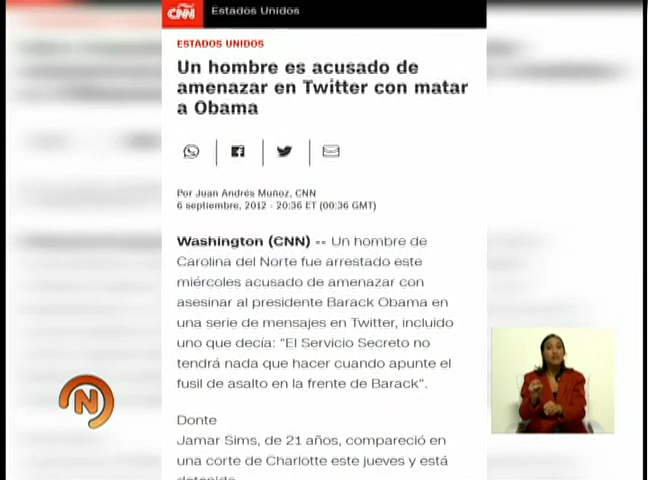 CNN
Estados Unidos
ESTADOS UNIDOS
Un hombre es acusado de
amenazar en Twitter con matar
a Obama
Por Juan Andrés Muñoz, CNN
6 septiembre, 2012 - 20:36 ET (00:36 GMT)
Washington (CNN) -- Un hombre de
Carolina del Norte fue arrestado este
miércoles acusado de amenazar con
asesinar al presidente Barack Obama en
una serie de mensajes en Twitter, incluido
uno que decía: "El Servicio Secreto no
tendrá nada que hacer cuando apunte el
fusil de asalto en la frente de Barack".
Donte
Jamar Sims, de 21 años, compareció en
una corte de Charlotte este jueves y está
N